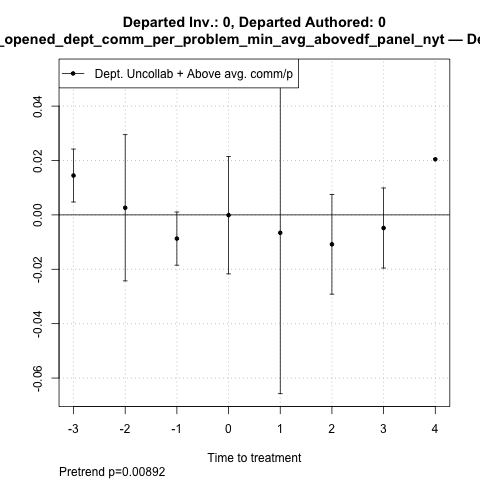 Departed Inv.: 0, Departed Authored: 0
_opened_dept_comm_per_problem_min_avg_abovedf_panel_nyt — De
Dept. Uncollab + Above avg. comm/p
0.04
0.02
0.00
-0.02
-0.04
-0.06
-3 -2 -1 0 1 2 3 4
Time to treatment
Pretrend p=0.00892